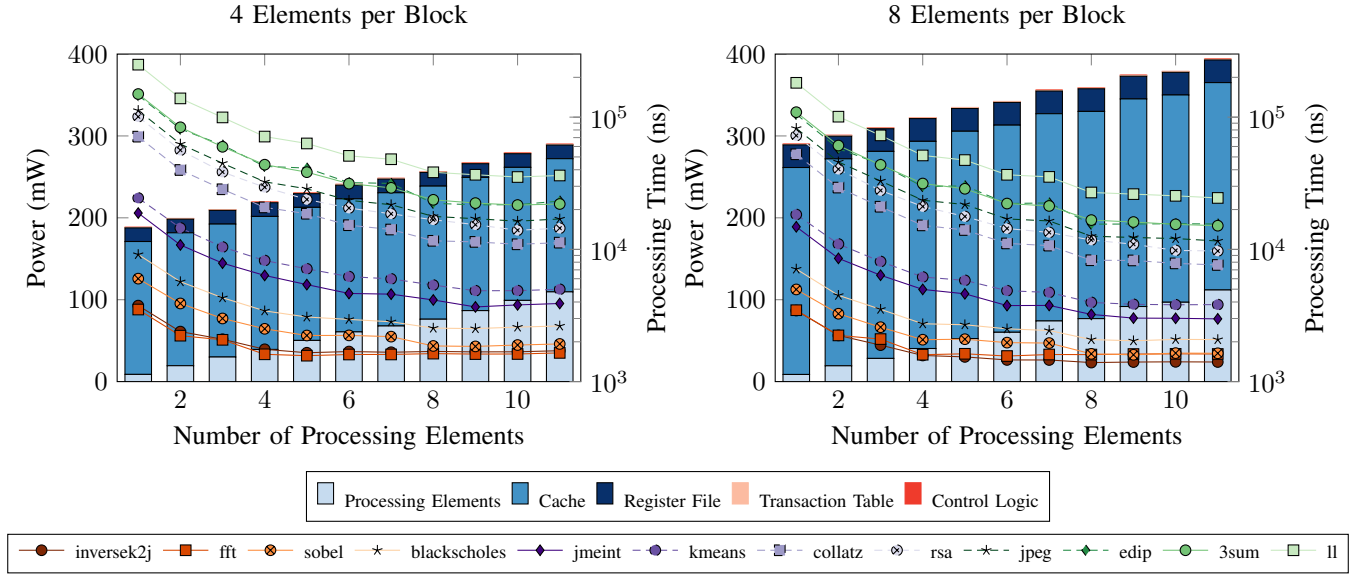 4 Elements per Block
8 Elements per Block
400
300
200
100
0
Power (mW)
10^5
10^4
10^3
Processing Time (ns)
2 4 6 8 10
Number of Processing Elements
400
300
200
100
0
Power (mW)
10^5
10^4
10^3
Processing Time (ns)
2 4 6 8 10
Number of Processing Elements
Processing Elements Cache Register File Transaction Table Control Logic
inversek2j fft sobel blackscholes jmeint kmeans collatz rsa jpeg edip 3sum ll